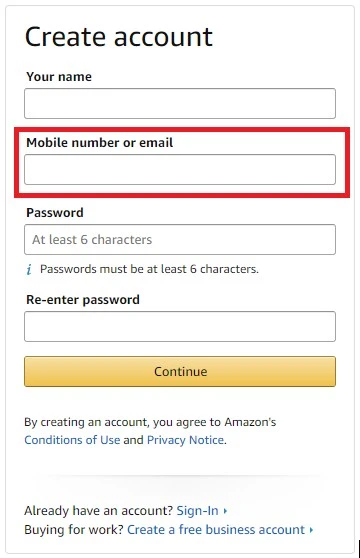 Create account
Your name
Mobile number or email
Password
At least 6 characters
i Passwords must be at least 6 characters.
Re-enter password
Continue
By creating an account, you agree to Amazon's
Conditions of Use and Privacy Notice.
Already have an account? Sign-In
Buying for work? Create a free business account